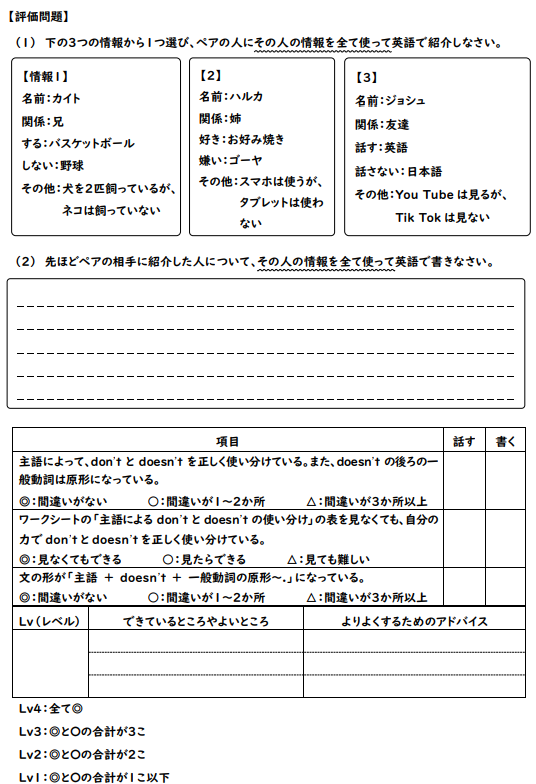 【評価問題】
(1) 下の3つの情報から1つ選び、ペアの人にその人の情報を全て使って英語で紹介しなさい。
【情報1】
名前:カイト
関係:兄
する:バスケットボール
しない:野球
その他:犬を2匹飼っているが、
ネコは飼っていない
【2】
名前:ハルカ
関係:姉
好き:お好み焼き
嫌い:ゴーヤ
その他:スマホは使うが、
タブレットは使わ
ない
【3】
名前:ジョシュ
関係:友達
話す:英語
話さない:日本語
その他:You Tube は見るが、
Tik Tok は見ない
(2) 先ほどペアの相手に紹介した人について、その人の情報を全て使って英語で書きなさい。
項目 話す 書く
主語によって、don't と doesn't を正しく使い分けている。また、doesn't の後ろの一
般動詞は原形になっている。
◎:間違いがない ○:間違いが1~2か所 △:間違いが3か所以上
ワークシートの「主語による don't と doesn't の使い分け」の表を見なくても、自分の
力で don't と doesn't を正しく使い分けている。
◎:見なくてもできる ○:見たらできる △:見ても難しい
文の形が「主語 + doesn't + 一般動詞の原形~.」になっている。
◎:間違いがない ○:間違いが1~2か所 △:間違いが3か所以上
Lv(レベル) できているところやよいところ よりよくするためのアドバイス
Lv4:全て◎
Lv3:◎と○の合計が3こ
Lv2:◎と○の合計が2こ
Lv1:◎と○の合計が1こ以下